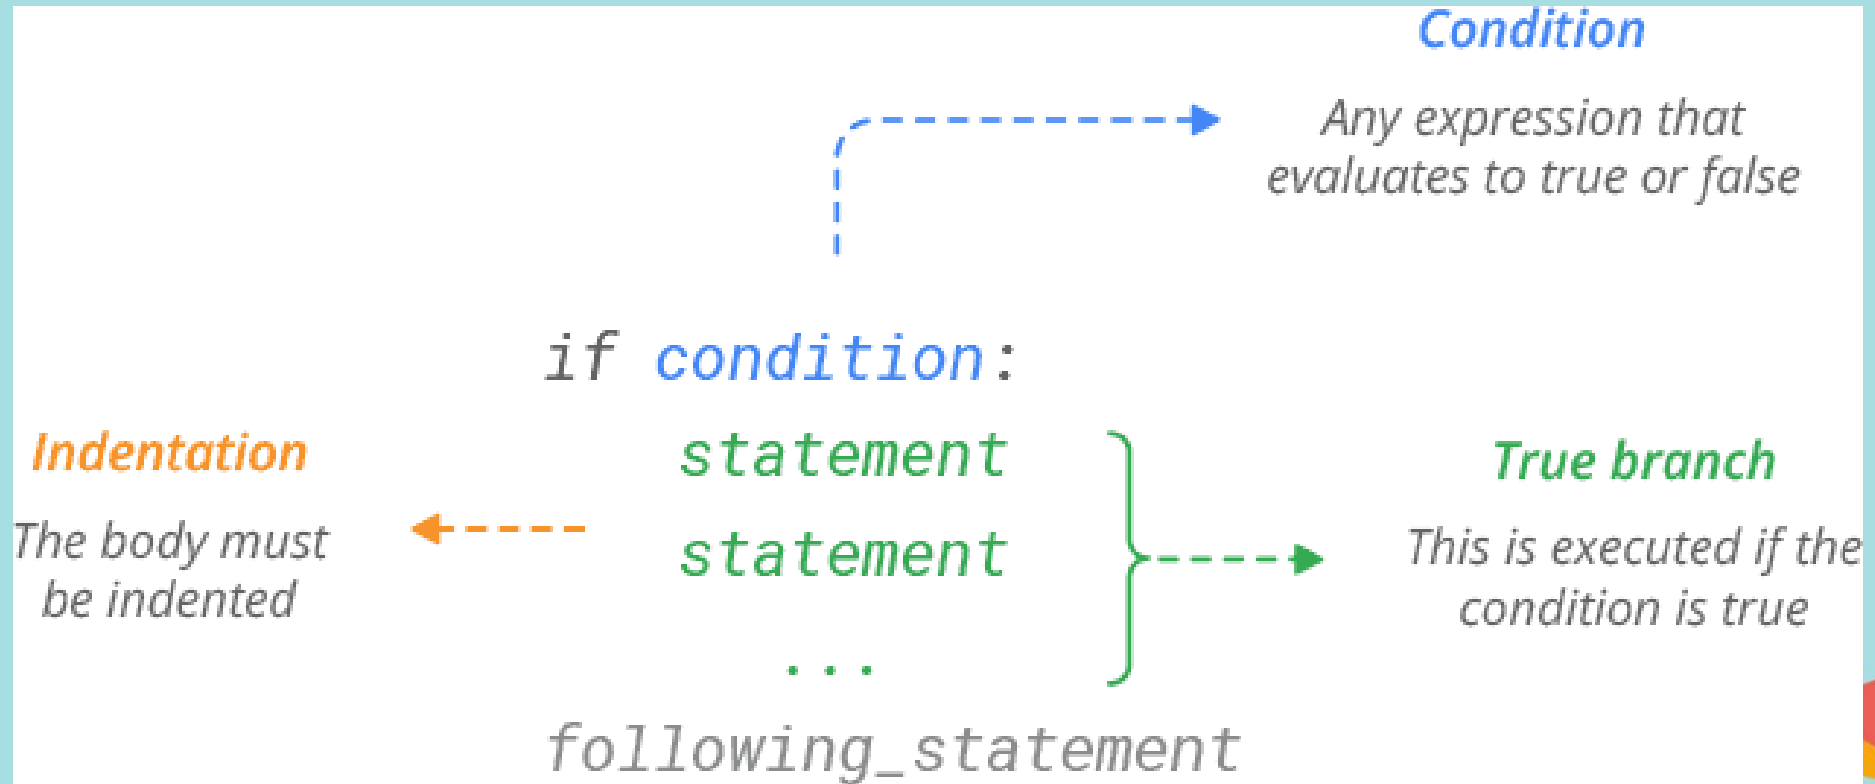 Condition
Any expression that
evaluates to true or false
if condition:
Indentation
The body must
be indented
statement
statement
...
True branch
This is executed if the
condition is true
following_statement